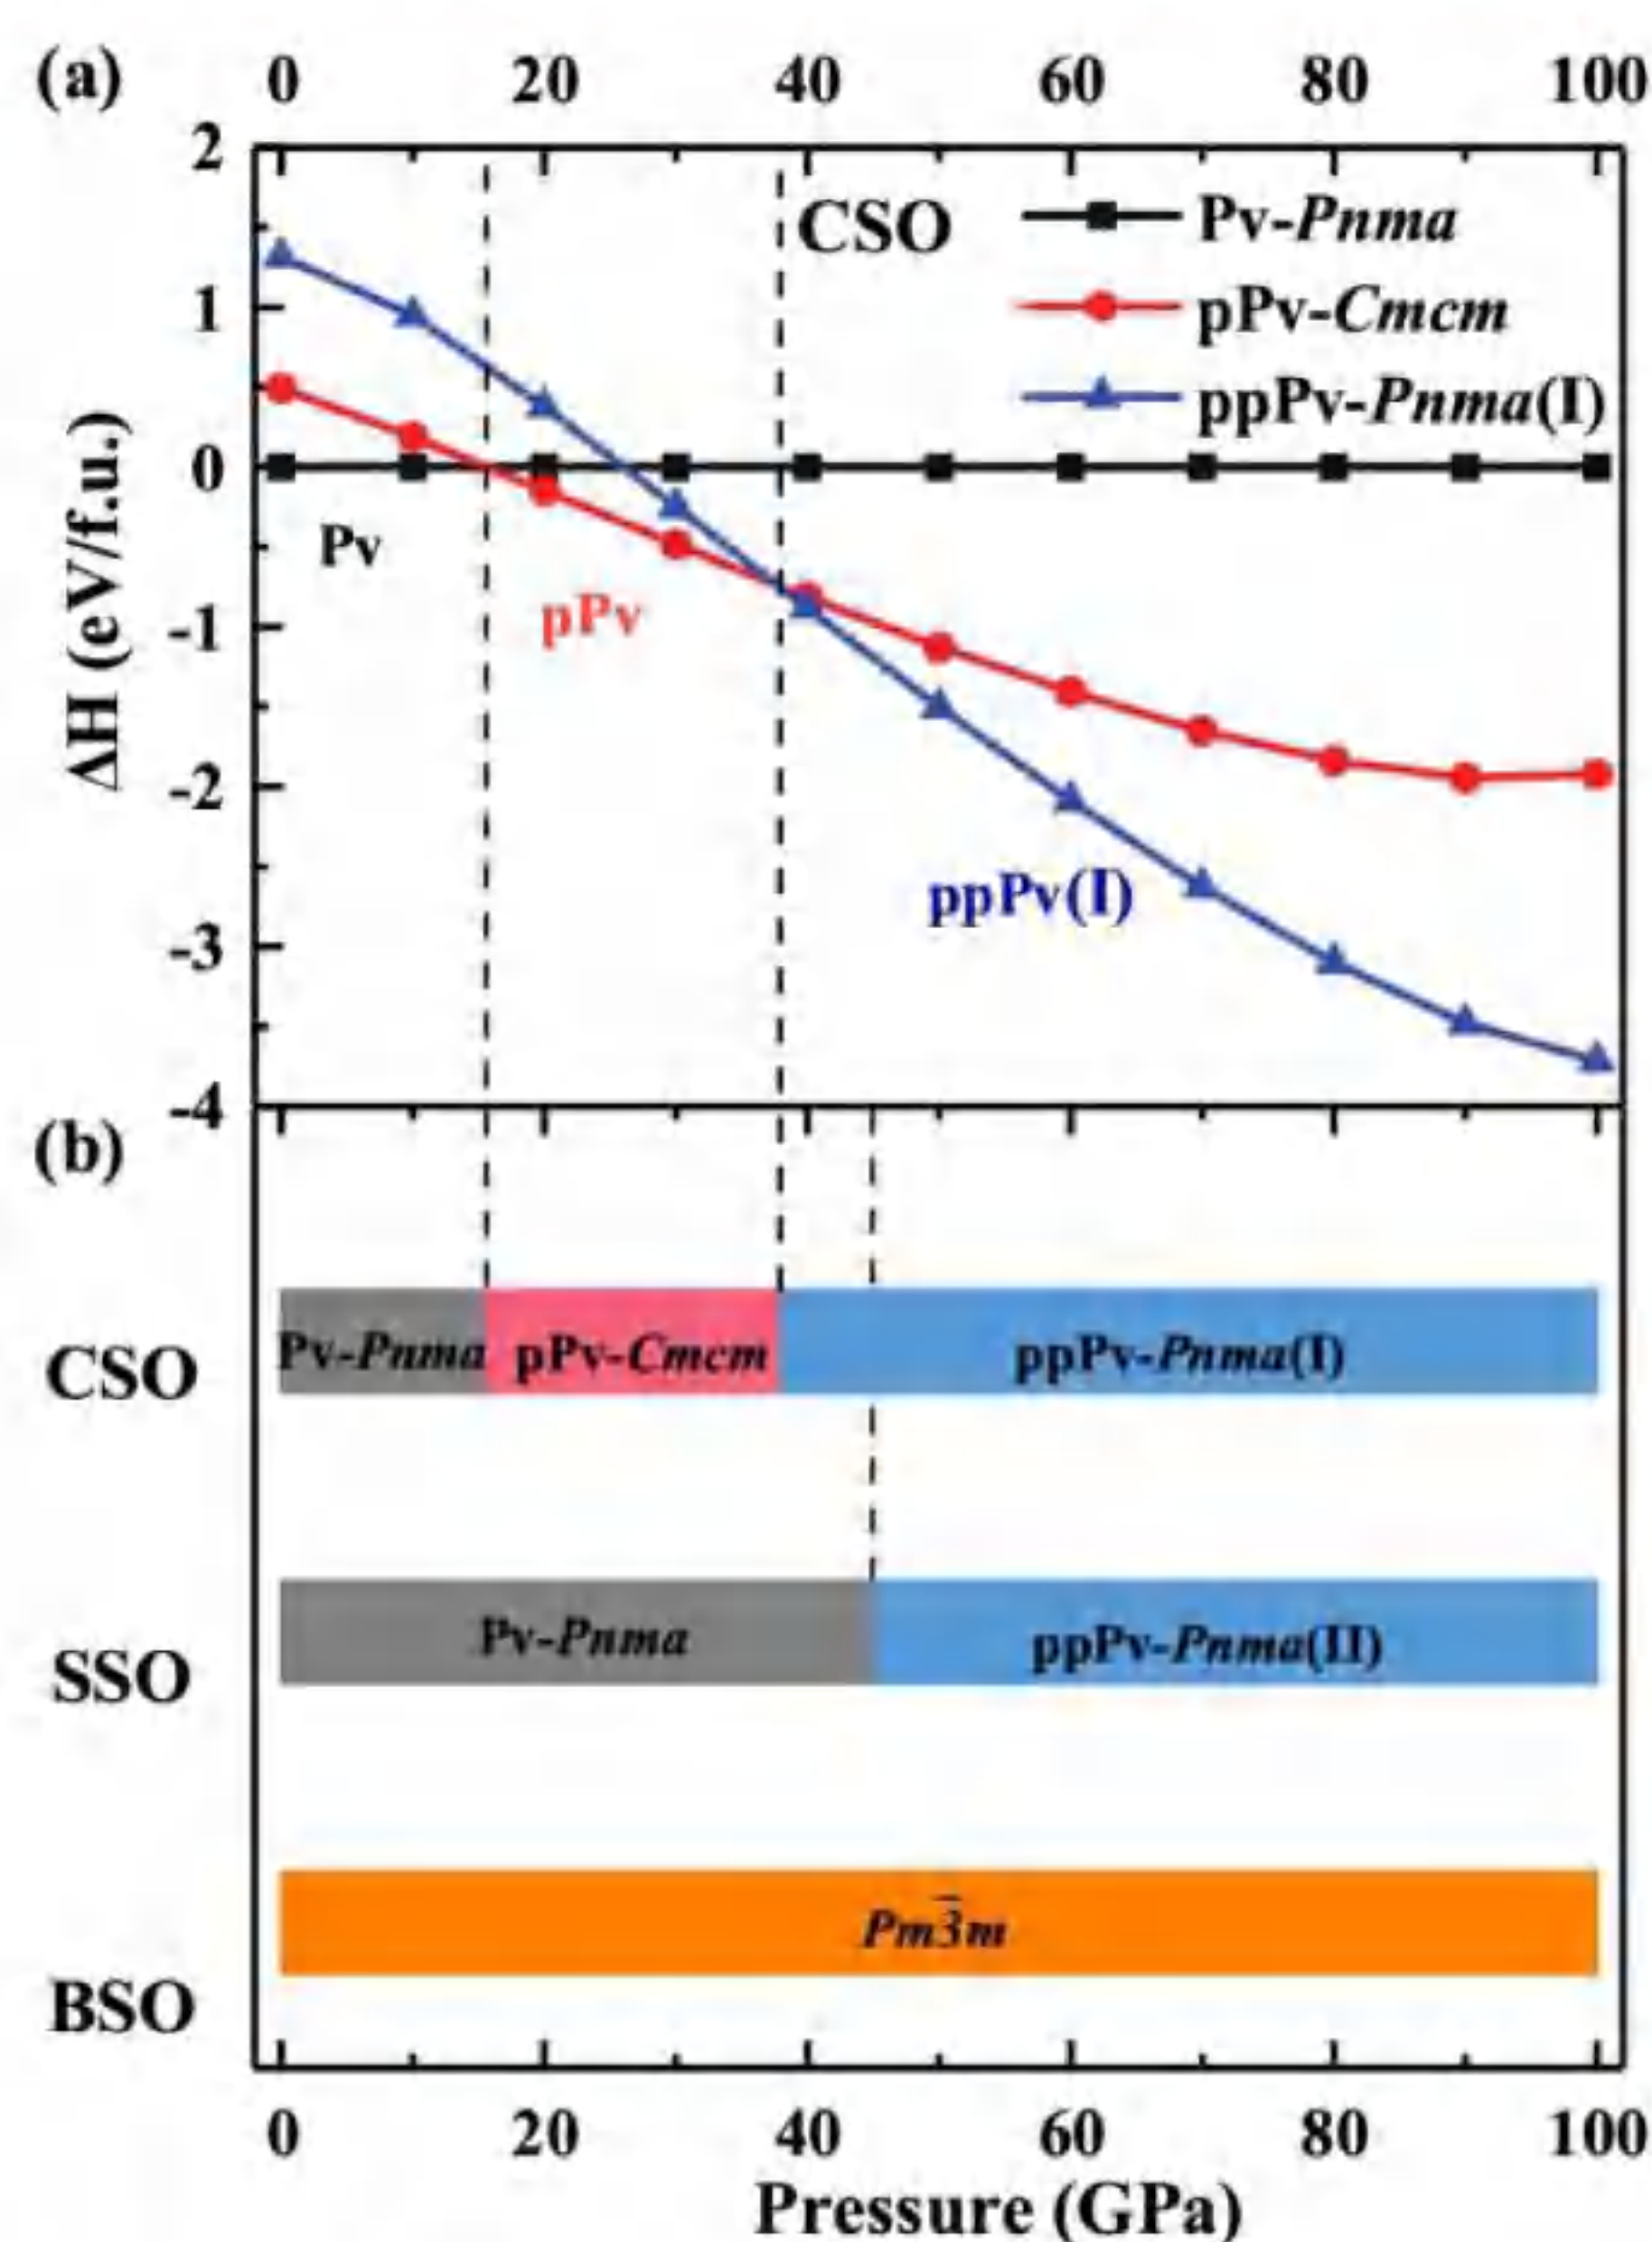 (a)
0 20 40 60 80 100
2
1
0
-1
-2
-3
-4
ΔH (eV/f.u.)
CSO
Pv-Pnma
pPv-Cmcm
ppPv-Pnma(I)
Pv
pPv
ppPv(I)
(b)
CSO
Pv-Pnma pPv-Cmcm ppPv-Pnma(I)
SSO
Pv-Pnma ppPv-Pnma(II)
BSO
Pm3̅m
0 20 40 60 80 100
Pressure (GPa)